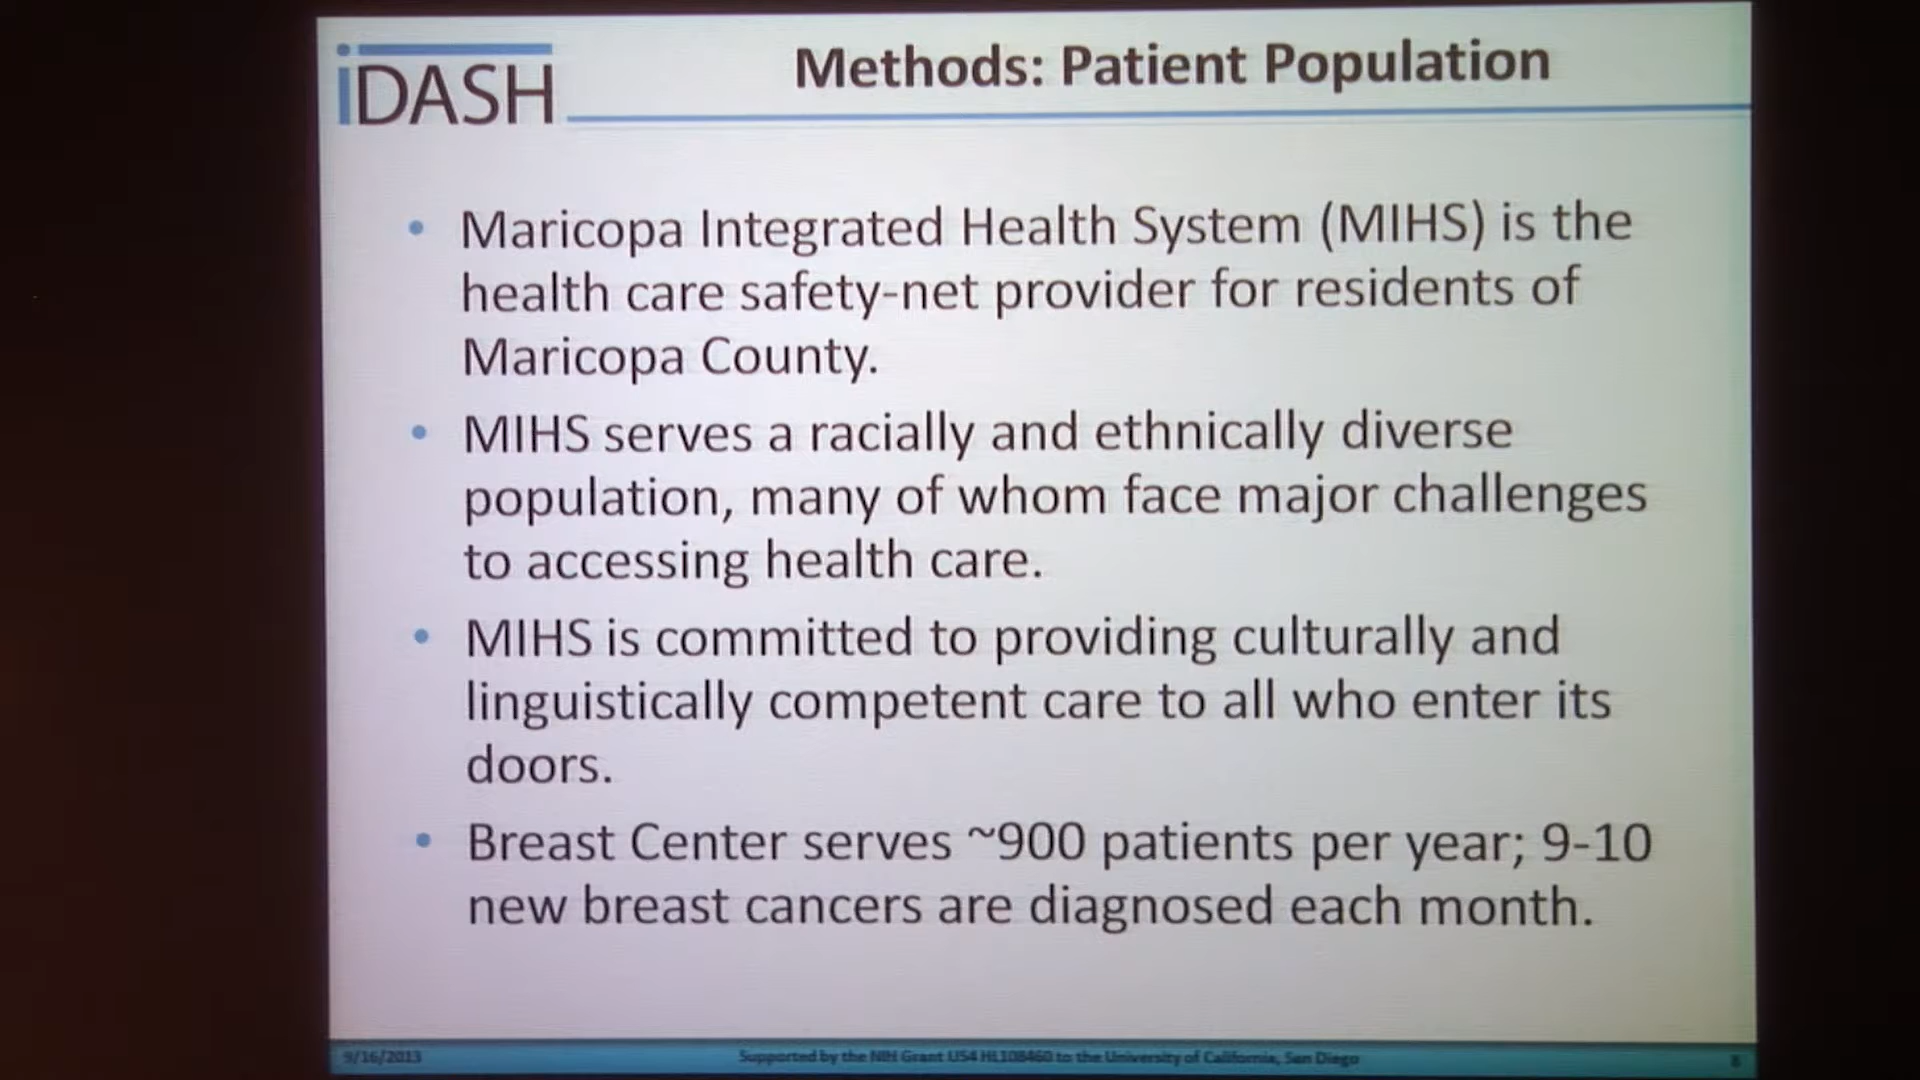 iDASH
Methods: Patient Population
• Maricopa Integrated Health System (MIHS) is the
health care safety-net provider for residents of
Maricopa County.
• MIHS serves a racially and ethnically diverse
population, many of whom face major challenges
to accessing health care.
• MIHS is committed to providing culturally and
linguistically competent care to all who enter its
doors.
• Breast Center serves ~900 patients per year; 9-10
new breast cancers are diagnosed each month.
9/16/2013
Supported by the NIH Grant U54 HL108460 to the University of California, San Diego